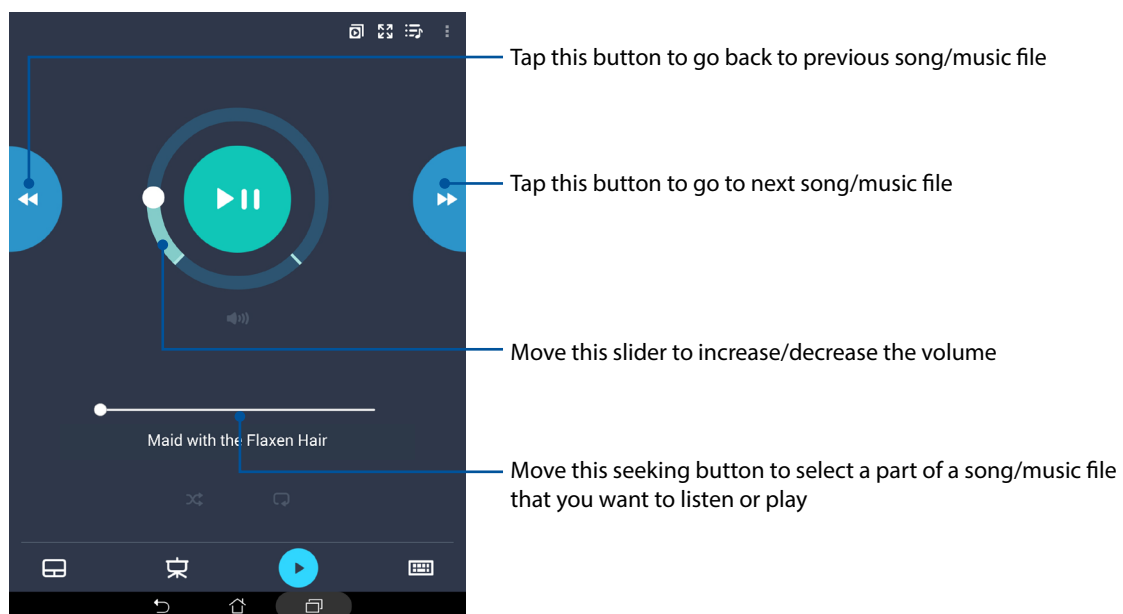 Tap this button to go back to previous song/music file
Tap this button to go to next song/music file
Move this slider to increase/decrease the volume
Maid with the Flaxen Hair
Move this seeking button to select a part of a song/music file
that you want to listen or play